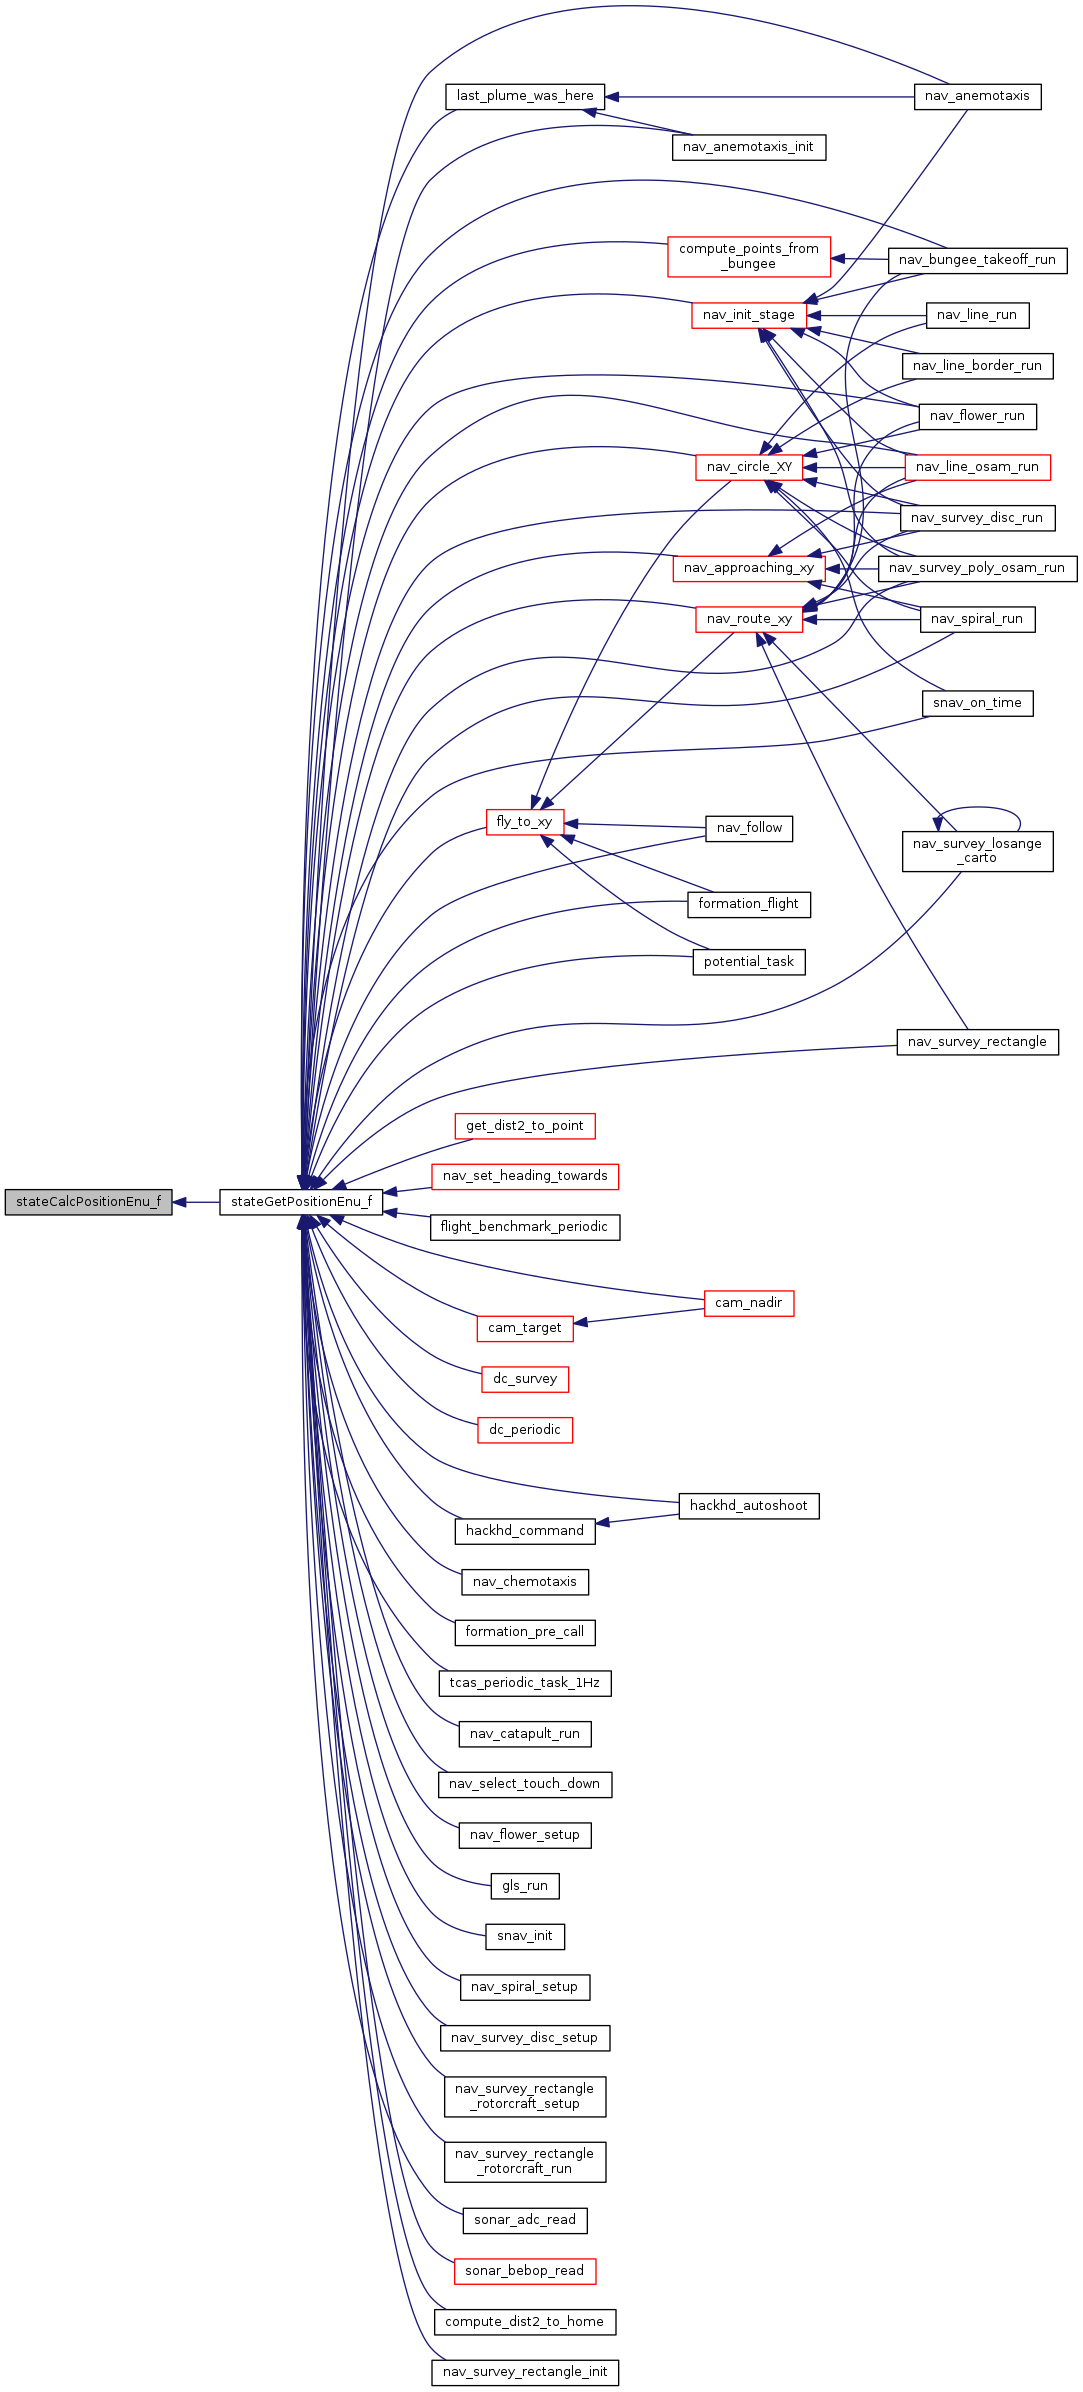 last_plume_was_here
nav_anemotaxis
nav_anemotaxis_init
compute_points_from
_bungee
nav_bungee_takeoff_run
nav_init_stage
nav_line_run
nav_line_border_run
nav_flower_run
nav_circle_XY
nav_line_osam_run
nav_survey_disc_run
nav_approaching_xy
nav_survey_poly_osam_run
nav_route_xy
nav_spiral_run
snav_on_time
fly_to_xy
nav_follow
nav_survey_losange
_carto
formation_flight
potential_task
nav_survey_rectangle
get_dist2_to_point
nav_set_heading_towards
stateCalcPositionEnu_f
stateGetPositionEnu_f
flight_benchmark_periodic
cam_nadir
cam_target
dc_survey
dc_periodic
hackhd_autoshoot
hackhd_command
nav_chemotaxis
formation_pre_call
tcas_periodic_task_1Hz
nav_catapult_run
nav_select_touch_down
nav_flower_setup
gls_run
snav_init
nav_spiral_setup
nav_survey_disc_setup
nav_survey_rectangle
_rotorcraft_setup
nav_survey_rectangle
_rotorcraft_run
sonar_adc_read
sonar_bebop_read
compute_dist2_to_home
nav_survey_rectangle_init